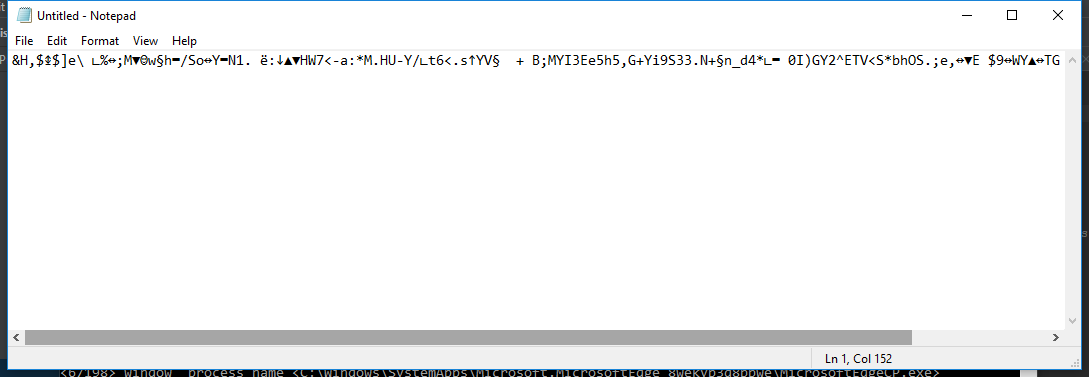 Untitled - Notepad
File Edit Format View Help
&H,$‡$]e\ ∟%↔;M▼Өw§h━/So↔Y━N1. ë:↓▲▼HW7<-a:*M.HU-Y/∟t6<.s↑YV§  + B;MYI3Ee5h5,G+Yi9S33.N+§n_d4*∟━ 0I)GY2^ETV<S*bhOS.;e,↔▼E $9↔WY▲↔TG
Ln 1, Col 152
<6/198> window process name <C:\Windows\SystemApps\Microsoft.MicrosoftEdge_8wekyb3d8bbwe\MicrosoftEdgeCP.exe>